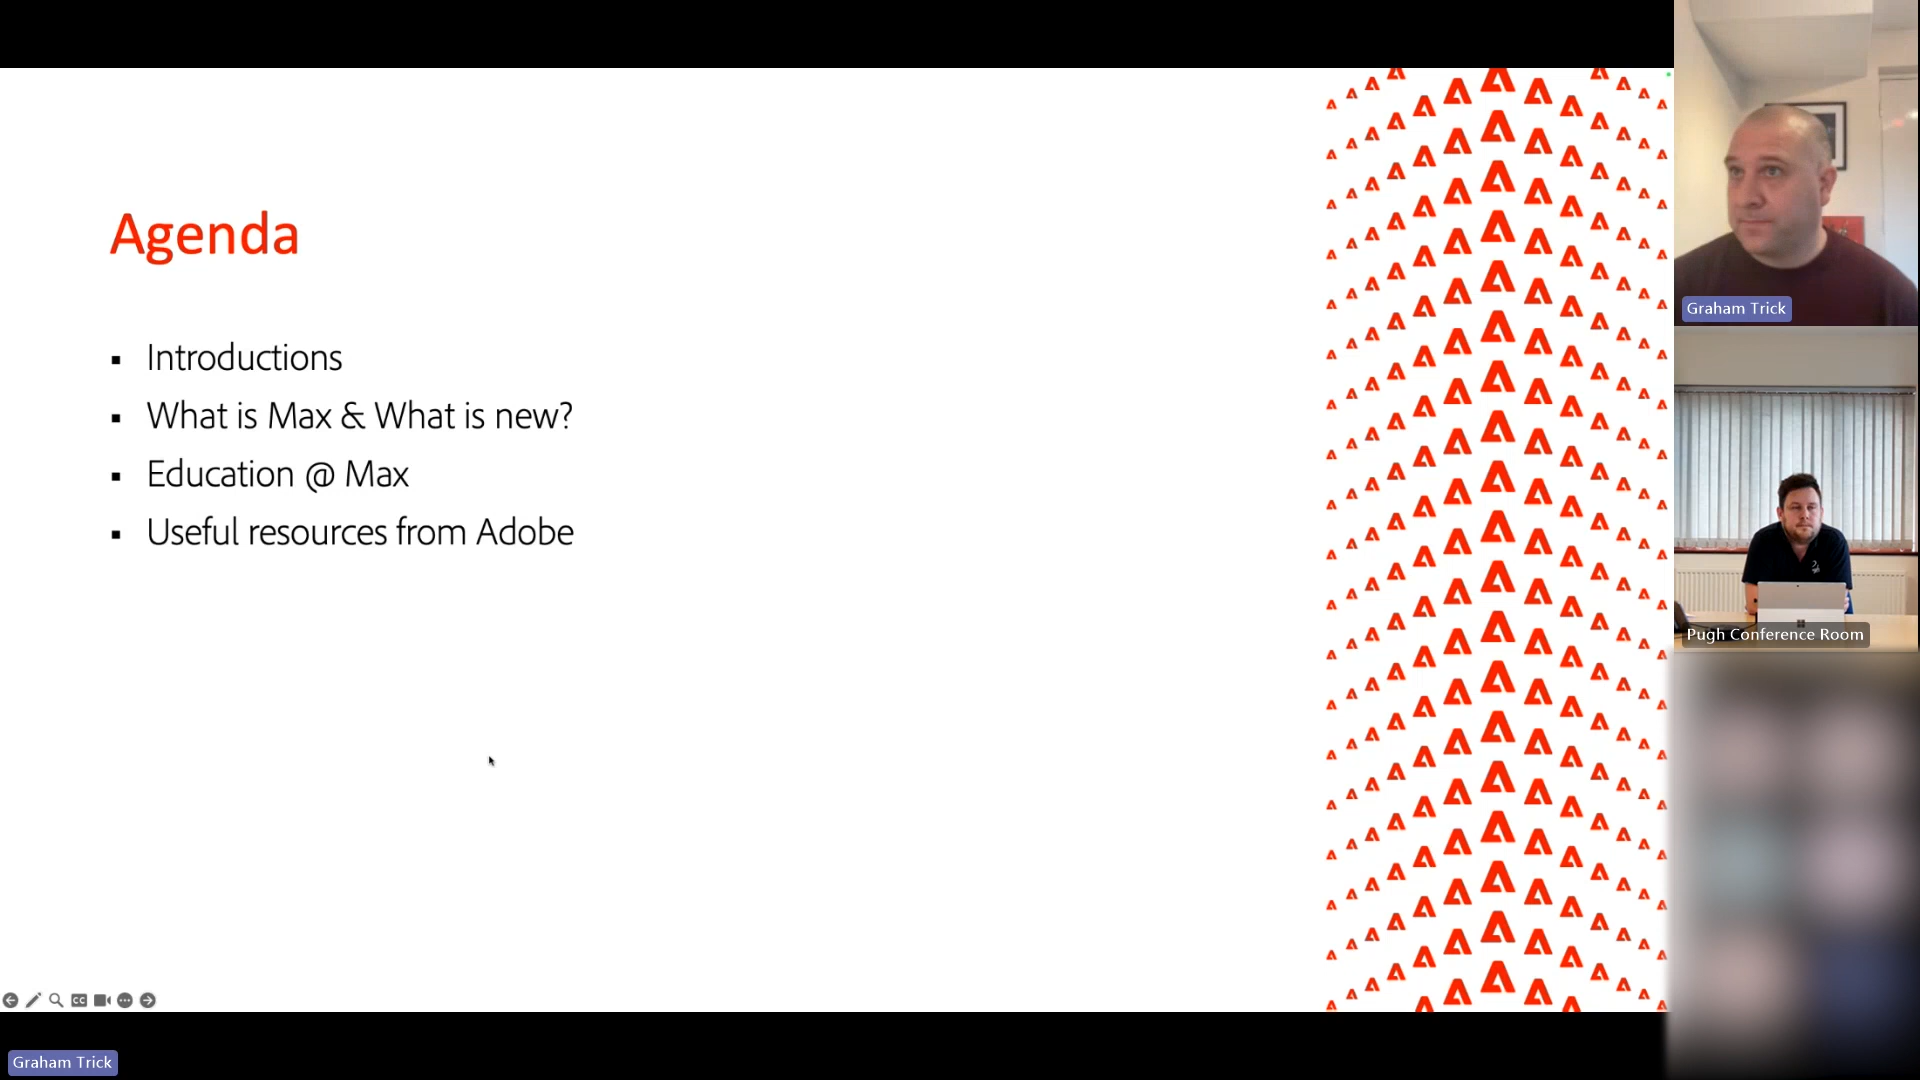 Agenda
▪ Introductions
▪ What is Max & What is new?
▪ Education @ Max
▪ Useful resources from Adobe
Graham Trick
Pugh Conference Room
Graham Trick